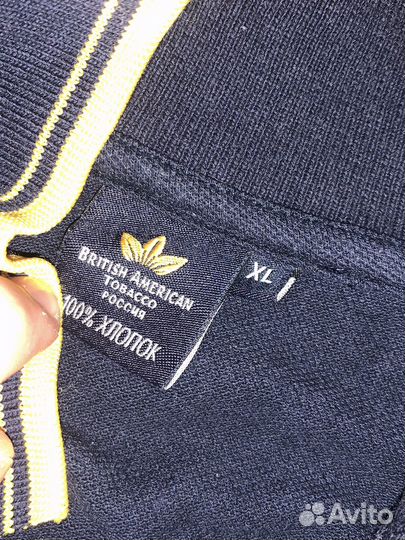 BRITISH AMERICAN
TOBACCO
РОССИЯ
100% ХЛОПОК
XL
Avito